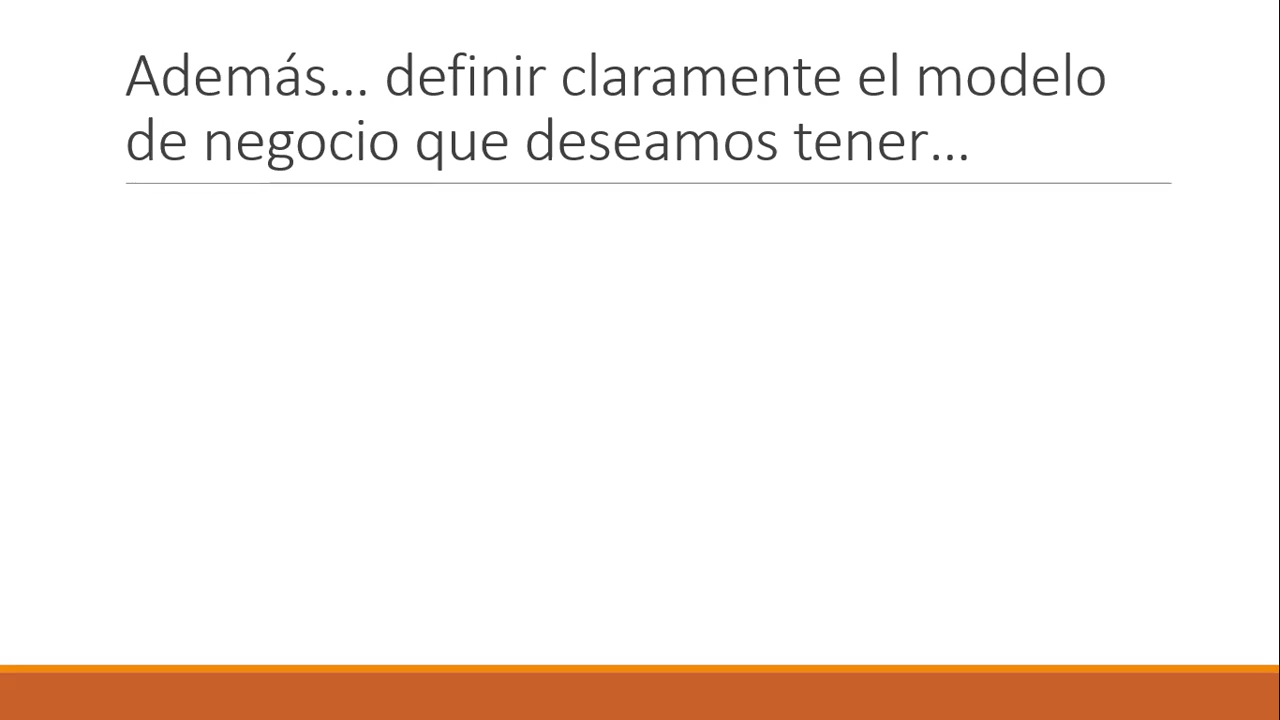 Además… definir claramente el modelo
de negocio que deseamos tener…